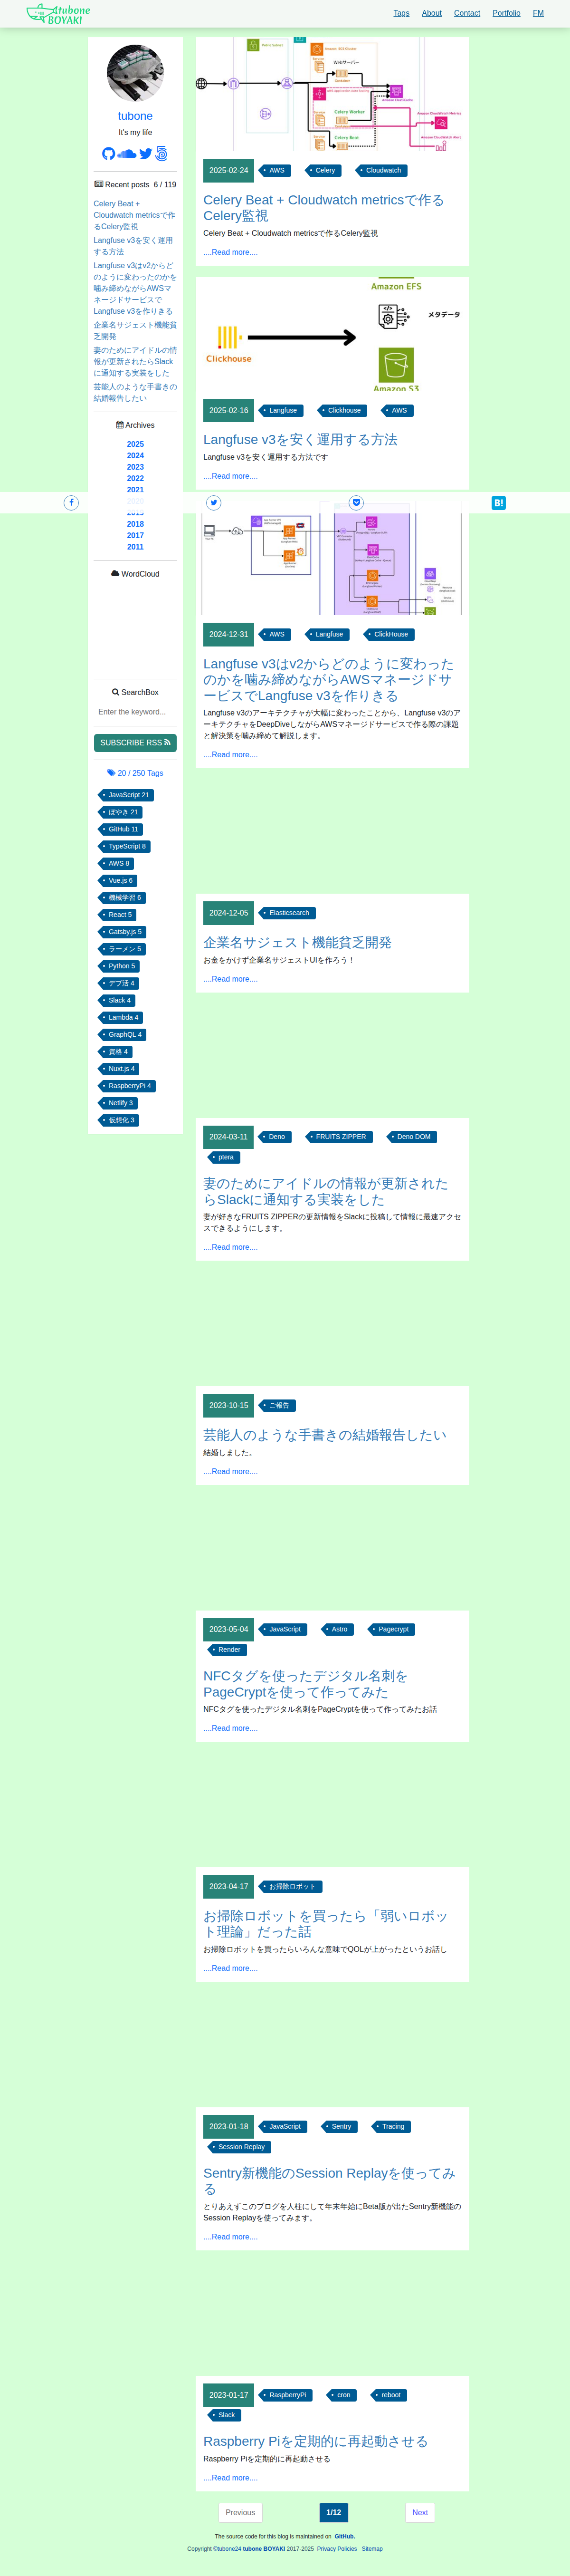 tubone
BOYAKI
Tags
About
Contact
Portfolio
FM
tubone
It's my life
Recent posts 6 / 119
Celery Beat +
Cloudwatch metricsで作
るCelery監視
Langfuse v3を安く運用
する方法
Langfuse v3はv2からど
のように変わったのかを
噛み締めながらAWSマ
ネージドサービスで
Langfuse v3を作りきる
企業名サジェスト機能貧
乏開発
妻のためにアイドルの情
報が更新されたらSlack
に通知する実装をした
芸能人のような手書きの
結婚報告したい
Archives
2025
2024
2023
2022
2021
2018
2017
2011
WordCloud
SearchBox
Enter the keyword...
SUBSCRIBE RSS
20 / 250 Tags
JavaScript 21
ぼやき 21
GitHub 11
TypeScript 8
AWS 8
Vue.js 6
機械学習 6
React 5
Gatsby.js 5
ラーメン 5
Python 5
デブ活 4
Slack 4
Lambda 4
GraphQL 4
資格 4
Nuxt.js 4
RaspberryPi 4
Netlify 3
仮想化 3
Webサーバー
Celery Worker
Celery Beat
2025-02-24
AWS
Celery
Cloudwatch
Celery Beat + Cloudwatch metricsで作る
Celery監視
Celery Beat + Cloudwatch metricsで作るCelery監視
....Read more....
Amazon EFS
メタデータ
Clickhouse
Amazon S3
2025-02-16
Langfuse
Clickhouse
AWS
Langfuse v3を安く運用する方法
Langfuse v3を安く運用する方法です
....Read more....
B!
2024-12-31
AWS
Langfuse
ClickHouse
Langfuse v3はv2からどのように変わった
のかを噛み締めながらAWSマネージドサ
ービスでLangfuse v3を作りきる
Langfuse v3のアーキテクチャが大幅に変わったことから、Langfuse v3のア
ーキテクチャをDeepDiveしながらAWSマネージドサービスで作る際の課題
と解決策を噛み締めて解説します。
....Read more....
2024-12-05
Elasticsearch
企業名サジェスト機能貧乏開発
お金をかけず企業名サジェストUIを作ろう！
....Read more....
2024-03-11
Deno
FRUITS ZIPPER
Deno DOM
ptera
妻のためにアイドルの情報が更新された
らSlackに通知する実装をした
妻が好きなFRUITS ZIPPERの更新情報をSlackに投稿して情報に最速アクセ
スできるようにします。
....Read more....
2023-10-15
ご報告
芸能人のような手書きの結婚報告したい
結婚しました。
....Read more....
2023-05-04
JavaScript
Astro
Pagecrypt
Render
NFCタグを使ったデジタル名刺を
PageCryptを使って作ってみた
NFCタグを使ったデジタル名刺をPageCryptを使って作ってみたお話
....Read more....
2023-04-17
お掃除ロボット
お掃除ロボットを買ったら「弱いロボッ
ト理論」だった話
お掃除ロボットを買ったらいろんな意味でQOLが上がったというお話し
....Read more....
2023-01-18
JavaScript
Sentry
Tracing
Session Replay
Sentry新機能のSession Replayを使ってみ
る
とりあえずこのブログを人柱にして年末年始にBeta版が出たSentry新機能の
Session Replayを使ってみます。
....Read more....
2023-01-17
RaspberryPi
cron
reboot
Slack
Raspberry Piを定期的に再起動させる
Raspberry Piを定期的に再起動させる
....Read more....
Previous
1/12
Next
The source code for this blog is maintained on GitHub.
Copyright ©tubone24 tubone BOYAKI 2017-2025 Privacy Policies Sitemap